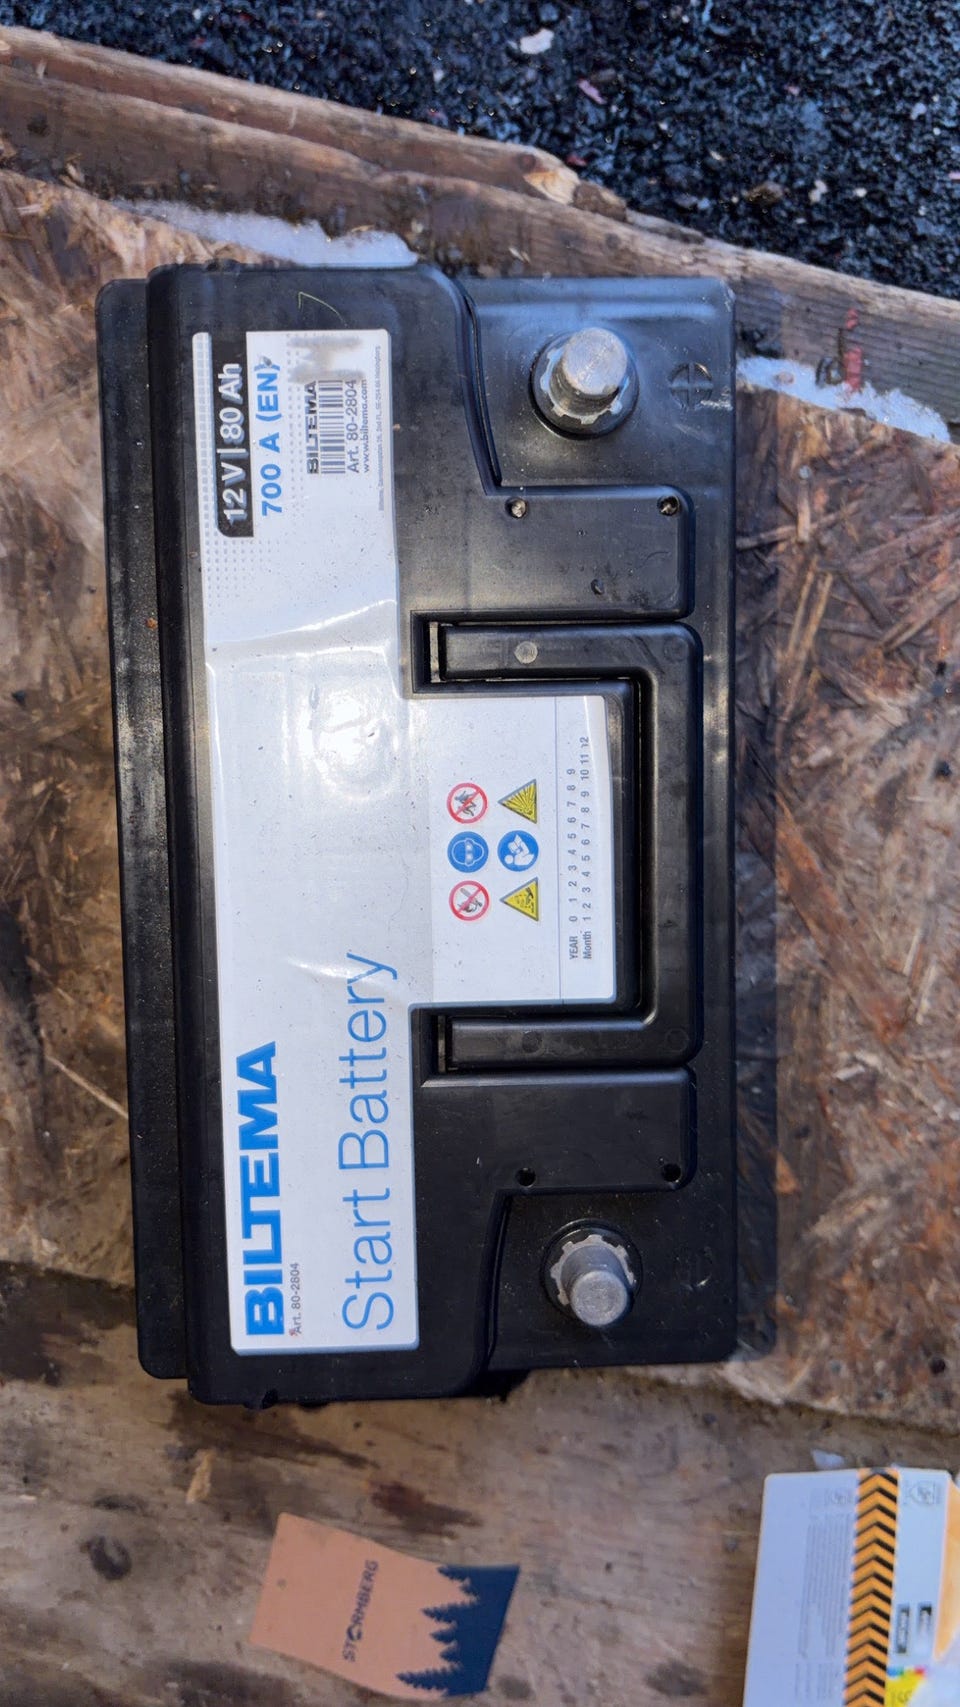 BILTEMA
Art. 80-2804
Start Battery
12 V | 80 Ah
700 A (EN)
BILTEMA
Art. 80-2804
www.biltema.com
YEAR 0 1 2 3 4 5 6 7 8 9
Month 1 2 3 4 5 6 7 8 9 10 11 12
STORMBERG